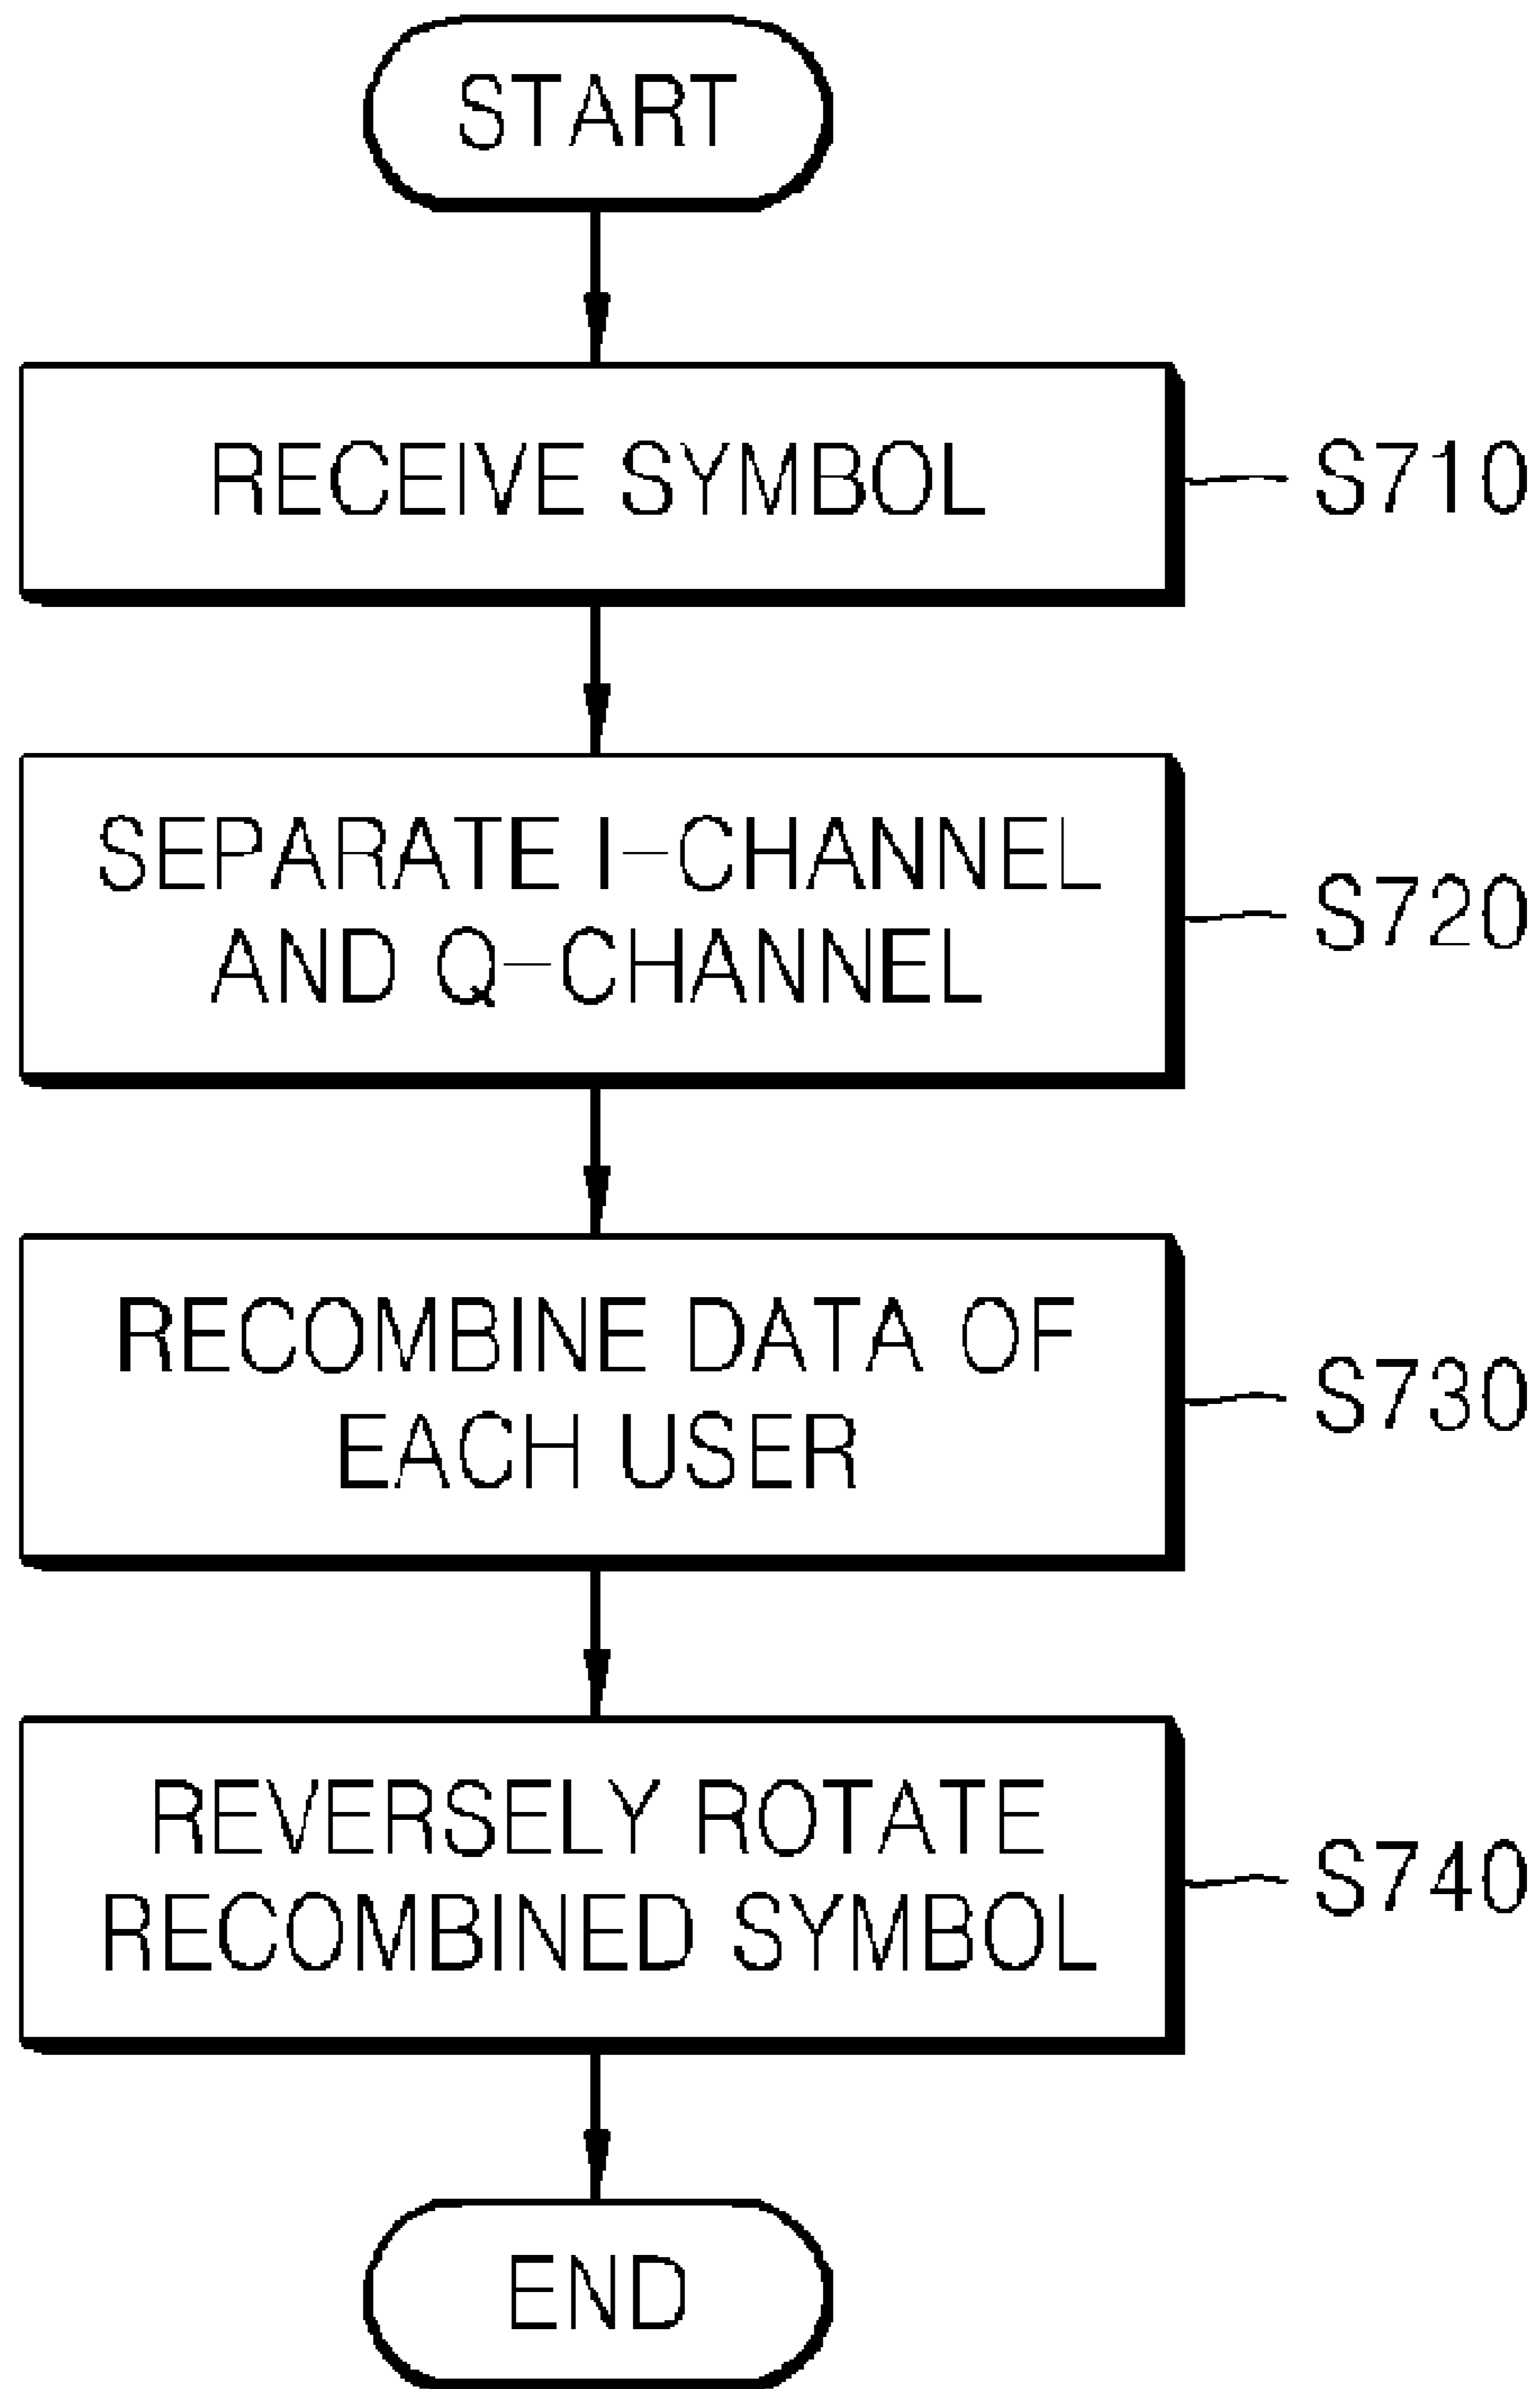 START
RECEIVE SYMBOL
S710
SEPARATE I-CHANNEL
AND Q-CHANNEL
S720
RECOMBINE DATA OF
EACH USER
S730
REVERSELY ROTATE
RECOMBINED SYMBOL
S740
END